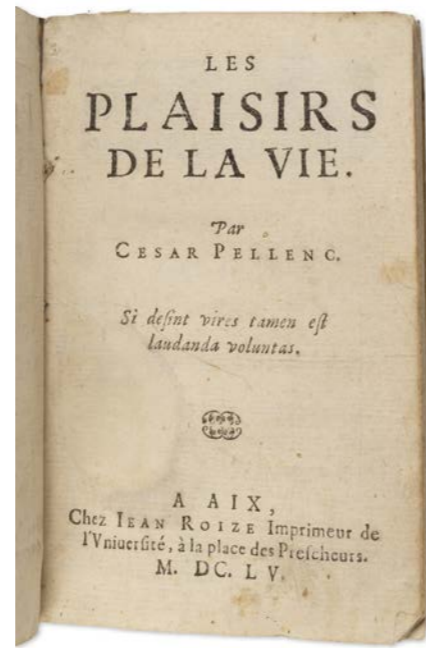 LES
PLAISIRS
DE LA VIE.
Par
CESAR PELLENC.
Si desint vires tamen eſt
laudanda voluntas.
A AIX,
Chez IEAN ROIZE Imprimeur de
l'Vniuerſité, à la place des Preſcheurs.
M. DC. LV.